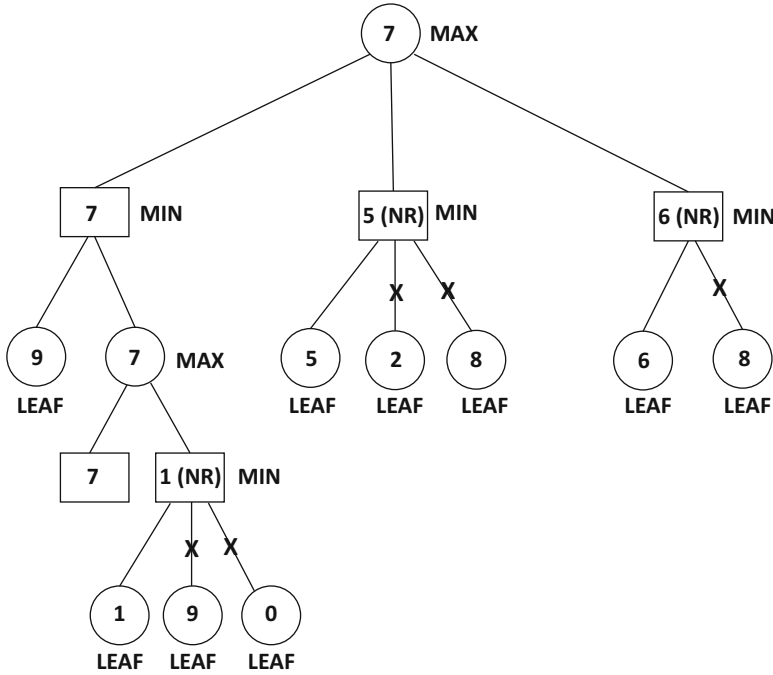 7 MAX
7 MIN 5 (NR) MIN 6 (NR) MIN
X X X
9 7 MAX 5 2 8 6 8
LEAF LEAF LEAF LEAF LEAF LEAF
7 1 (NR) MIN
X X
1 9 0
LEAF LEAF LEAF